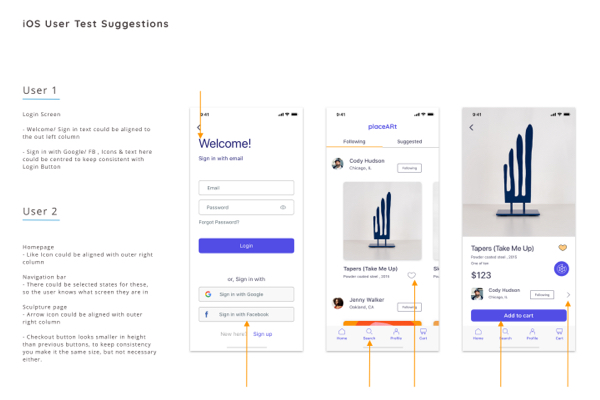 iOS User Test Suggestions
User 1
Login Screen
- Welcome/ Sign in text could be aligned to
the out left column
- Sign in with Google/ FB , Icons & text here
could be centred to keep consistent with
Login Button
User 2
Homepage
- Like Icon could be aligned with outer right
column
Navigation bar
- There could be selected states for these,
so the user knows what screen they are in
Sculpture page
- Arrow icon could be aligned with outer
right column
- Checkout button looks smaller in height
than previous buttons, to keep consistency
you make it the same size, but not necessary
either.
9:41
Welcome!
Sign in with email
Email
Password
Forgot Password?
Login
or, Sign in with
Sign in with Google
Sign in with Facebook
New here? Sign up
9:41
placeARt
Following Suggested
Cody Hudson
Chicago, IL
Following
Tapers (Take Me Up)
Powder coated steel , 2015
Jenny Walker
Oakland, CA
Following
Home Search Profile Cart
9:41
Tapers (Take Me Up)
Powder coated steel , 2015
One of five
$123
Cody Hudson
Chicago, IL
Following
Add to cart
Home Search Profile Cart